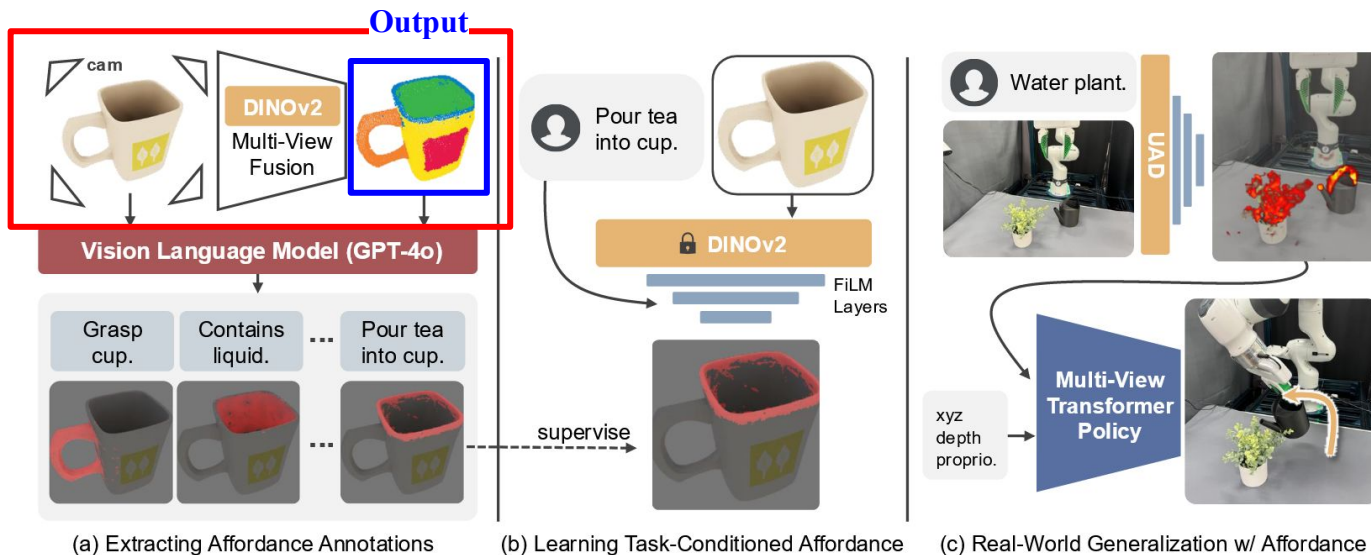 Output
cam
DINOv2
Multi-View
Fusion
Vision Language Model (GPT-4o)
Grasp
cup.
Contains
liquid.
Pour tea
into cup.
(a) Extracting Affordance Annotations
Pour tea
into cup.
DINOv2
FiLM
Layers
supervise
(b) Learning Task-Conditioned Affordance
Water plant.
UAD
Multi-View
Transformer
Policy
xyz
depth
proprio.
(c) Real-World Generalization w/ Affordance